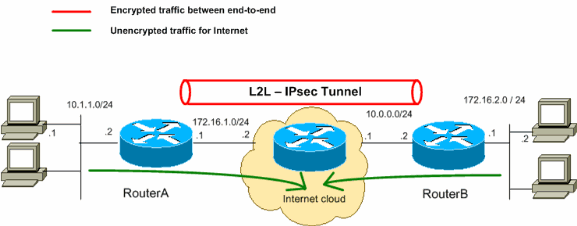 Encrypted traffic between end-to-end
Unencrypted traffic for Internet
L2L – IPsec Tunnel
10.1.1.0/24
172.16.1.0/24
10.0.0.0/24
172.16.2.0 / 24
.1
.2
.1
.2
.1
.2
.1
.2
RouterA
Internet cloud
RouterB